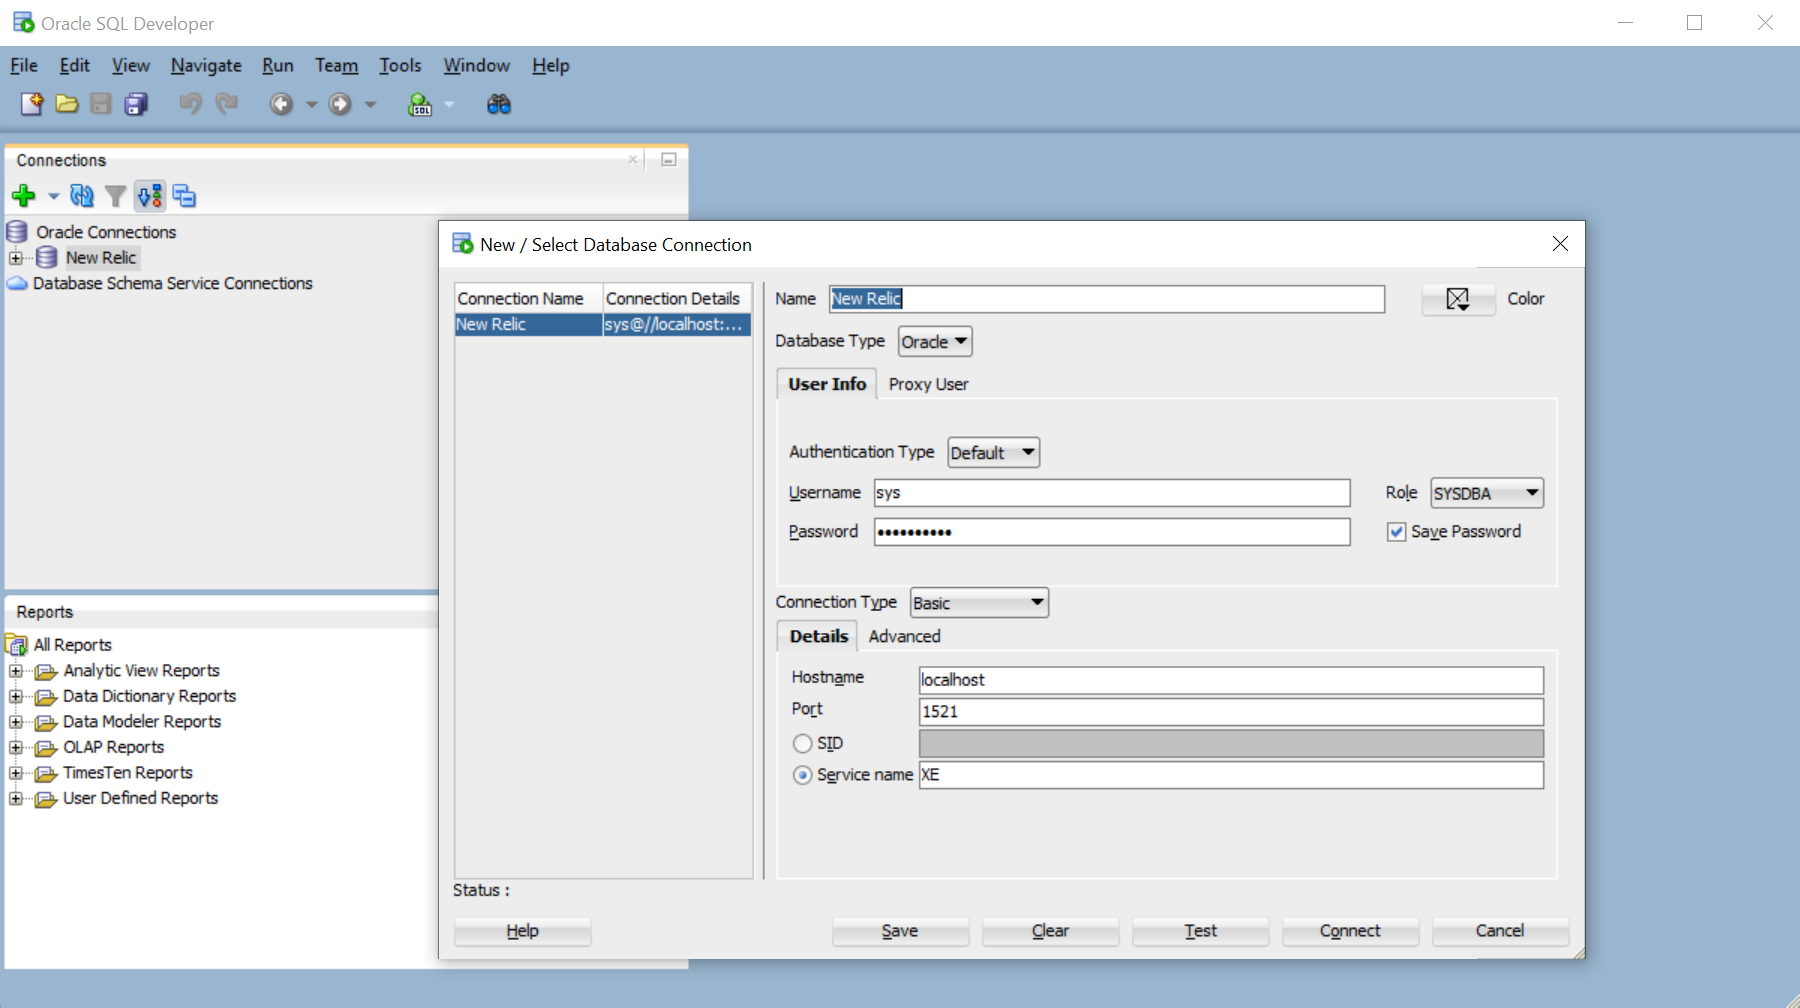 Oracle SQL Developer
File Edit View Navigate Run Team Tools Window Help
SQL
Connections
Oracle Connections
New Relic
Database Schema Service Connections
Reports
All Reports
Analytic View Reports
Data Dictionary Reports
Data Modeler Reports
OLAP Reports
TimesTen Reports
User Defined Reports
New / Select Database Connection
Connection Name Connection Details
New Relic sys@//localhost:...
Name New Relic Color
Database Type Oracle
User Info Proxy User
Authentication Type Default
Username sys Role SYSDBA
Password •••••••••• Save Password
Connection Type Basic
Details Advanced
Hostname localhost
Port 1521
SID
Service name XE
Status :
Help Save Clear Test Connect Cancel